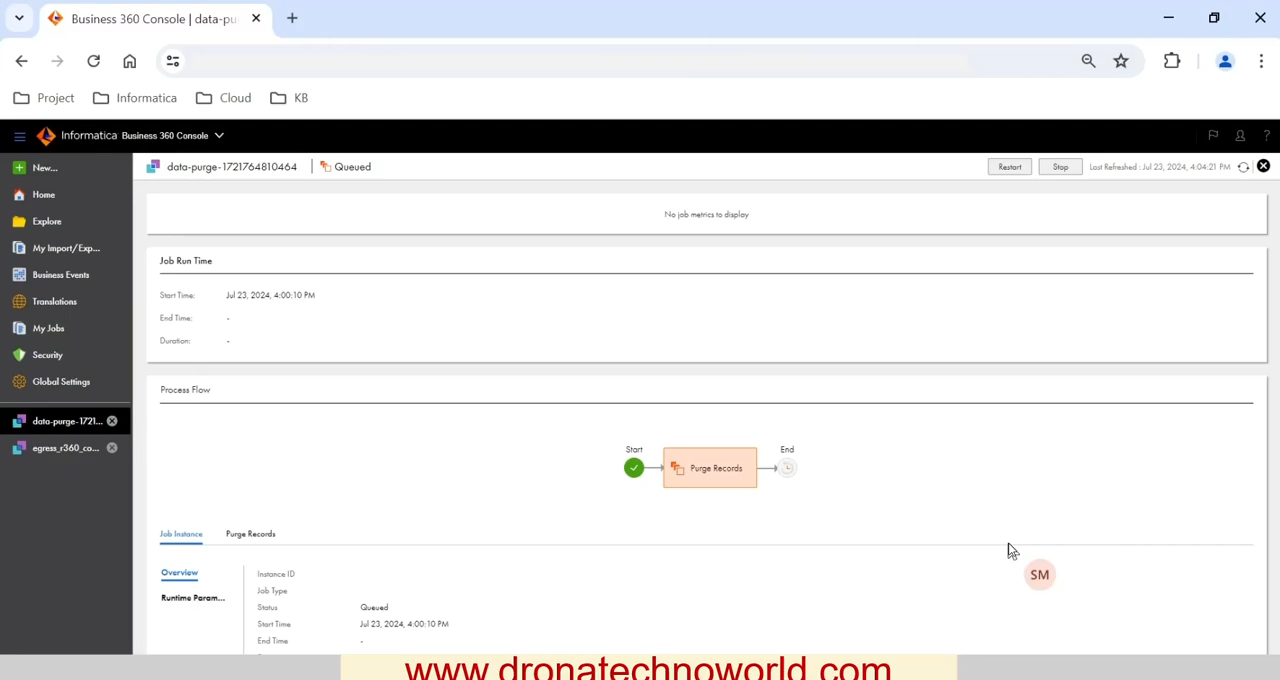 Business 360 Console | data-pu
Project
Informatica
Cloud
KB
Informatica Business 360 Console
New...
Home
Explore
My Import/Exp...
Business Events
Translations
My Jobs
Security
Global Settings
data-purge-1721...
egress_r360_co...
data-purge-1721764810464 | Queued
Restart
Stop
Last Refreshed : Jul 23, 2024, 4:04:21 PM
No job metrics to display
Job Run Time
Start Time: Jul 23, 2024, 4:00:10 PM
End Time: -
Duration: -
Process Flow
Start
End
Purge Records
Job Instance
Purge Records
Overview
Runtime Param...
Instance ID
Job Type
Status Queued
Start Time Jul 23, 2024, 4:00:10 PM
End Time -
SM
www.dronatechnoworld.com